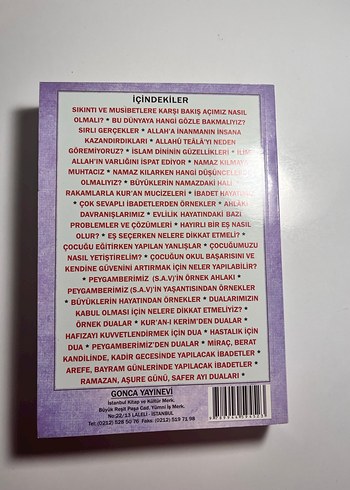 İÇİNDEKİLER
SIKINTI VE MUSİBETLERE KARŞI BAKIŞ AÇIMIZ NASIL
OLMALI? * BU DÜNYAYA HANGİ GÖZLE BAKMALIYIZ?
SIRLI GERÇEKLER * ALLAH'A İNANMANIN İNSANA
KAZANDIRDIKLARI * ALLAHÜ TEÂLÂ'YI NEDEN
GÖREMİYORUZ? * İSLAM DİNİNİN GÜZELLİKLERİ * İLİM
ALLAH'IN VARLIĞINI İSPAT EDİYOR * NAMAZ KILMAYA
MUHTACIZ * NAMAZ KILARKEN HANGİ DÜŞÜNCELERDE
OLMALIYIZ? * BÜYÜKLERİN NAMAZDAKİ HALİ
RAKAMLARLA KUR'AN MUCİZELERİ * İBADET HAYATIMIZ
* ÇOK SEVAPLI İBADETLERDEN ÖRNEKLER * AHLÂKİ
DAVRANIŞLARIMIZ * EVLİLİK HAYATINDAKİ BAZI
PROBLEMLER VE ÇÖZÜMLERİ * HAYIRLI BİR EŞ NASIL
OLUR? * EŞ SEÇERKEN NELERE DİKKAT ETMELİ?
ÇOCUĞU EĞİTİRKEN YAPILAN YANLIŞLAR * ÇOCUĞUMUZU
NASIL YETİŞTİRELİM? * ÇOCUĞUN OKUL BAŞARISINI VE
KENDİNE GÜVENİNİ ARTIRMAK İÇİN NELER YAPILABİLİR?
* PEYGAMBERİMİZ (S.A.V)'İN ÖRNEK AHLAKI *
PEYGAMBERİMİZ (S.A.V)'İN YAŞANTISINDAN ÖRNEKLER
* BÜYÜKLERİN HAYATINDAN ÖRNEKLER * DUALARIMIZIN
KABUL OLMASI İÇİN NELERE DİKKAT ETMELİYİZ? *
ÖRNEK DUALAR * KUR'AN-I KERİM'DEN DUALAR *
HAFIZAYI KUVVETLENDİRMEK İÇİN DUA * HASTALIK İÇİN
DUA * PEYGAMBERİMİZ'DEN DUALAR * MİRAÇ, BERAT
KANDİLİNDE, KADİR GECESİNDE YAPILACAK İBADETLER *
AREFE, BAYRAM GÜNLERİNDE YAPILACAK İBADETLER *
RAMAZAN, AŞURE GÜNÜ, SAFER AYI DUALARI *
GONCA YAYINEVİ
İstanbul Kitap ve Kültür Merk.
Büyük Reşit Paşa Cad. Yümni İş Merk.
No:22/13 LALELİ - İSTANBUL
Tel: (0212) 528 50 76 Faks: (0212) 519 71 98